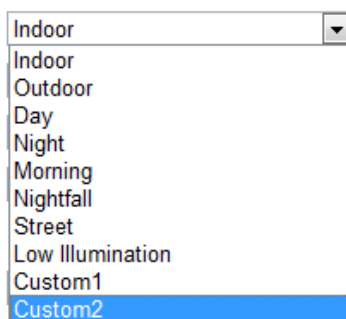 Indoor
Indoor
Outdoor
Day
Night
Morning
Nightfall
Street
Low Illumination
Custom1
Custom2